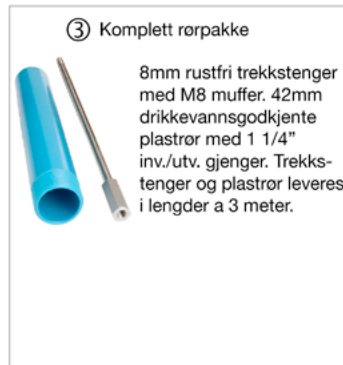 ③ Komplett rørpakke
8mm rustfri trekkstenger
med M8 muffer. 42mm
drikkevannsgodkjente
plastrør med 1 1/4”
inv./utv. gjenger. Trekks-
tenger og plastrør leveres
i lengder a 3 meter.